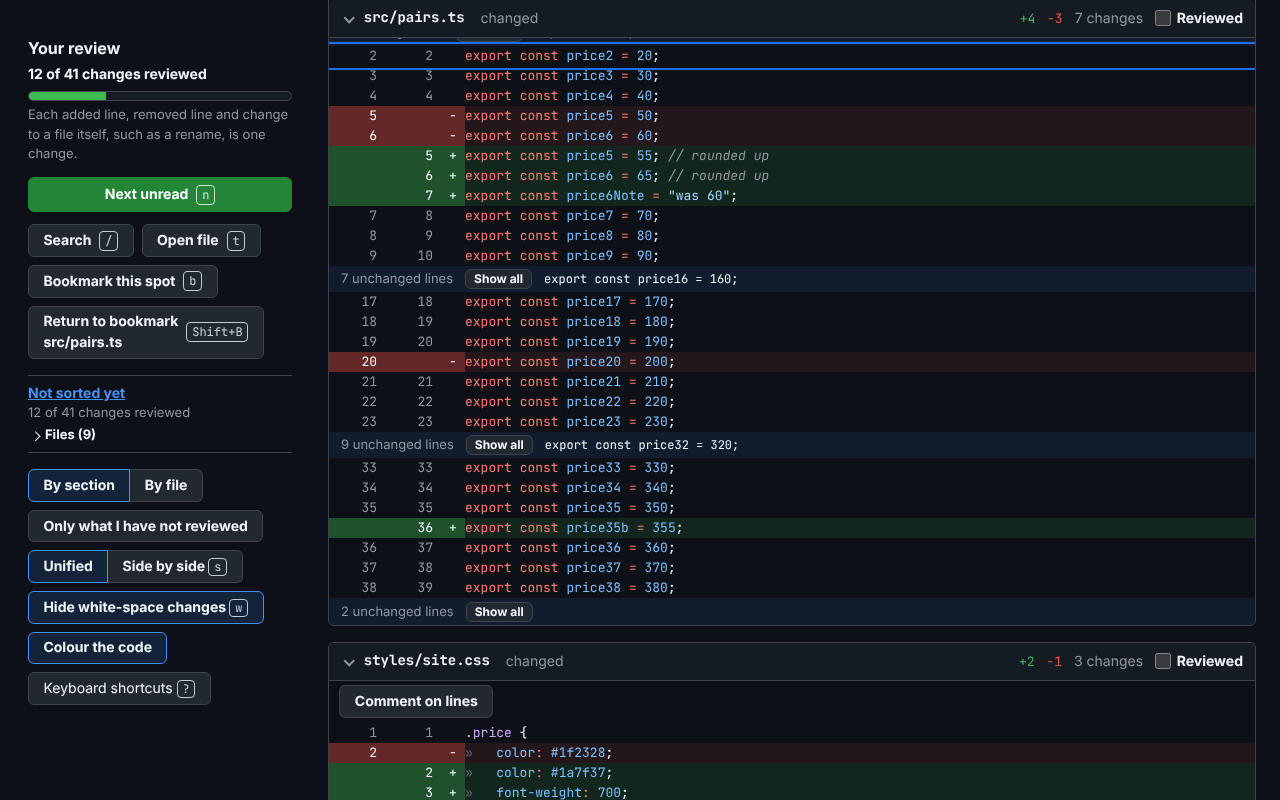 Your review
12 of 41 changes reviewed
Each added line, removed line and change
to a file itself, such as a rename, is one
change.
Next unread n
Search / Open file t
Bookmark this spot b
Return to bookmark
src/pairs.ts Shift+B
Not sorted yet
12 of 41 changes reviewed
Files (9)
By section By file
Only what I have not reviewed
Unified Side by side s
Hide white-space changes w
Colour the code
Keyboard shortcuts ?
src/pairs.ts changed +4 -3 7 changes Reviewed
2 2 export const price2 = 20;
3 3 export const price3 = 30;
4 4 export const price4 = 40;
5 - export const price5 = 50;
6 - export const price6 = 60;
5 + export const price5 = 55; // rounded up
6 + export const price6 = 65; // rounded up
7 + export const price6Note = "was 60";
7 8 export const price7 = 70;
8 9 export const price8 = 80;
9 10 export const price9 = 90;
7 unchanged lines Show all export const price16 = 160;
17 18 export const price17 = 170;
18 19 export const price18 = 180;
19 20 export const price19 = 190;
20 - export const price20 = 200;
21 21 export const price21 = 210;
22 22 export const price22 = 220;
23 23 export const price23 = 230;
9 unchanged lines Show all export const price32 = 320;
33 33 export const price33 = 330;
34 34 export const price34 = 340;
35 35 export const price35 = 350;
36 + export const price35b = 355;
36 37 export const price36 = 360;
37 38 export const price37 = 370;
38 39 export const price38 = 380;
2 unchanged lines Show all
styles/site.css changed +2 -1 3 changes Reviewed
Comment on lines
1 1 .price {
2 - » color: #1f2328;
2 + » color: #1a7f37;
3 + » font-weight: 700;